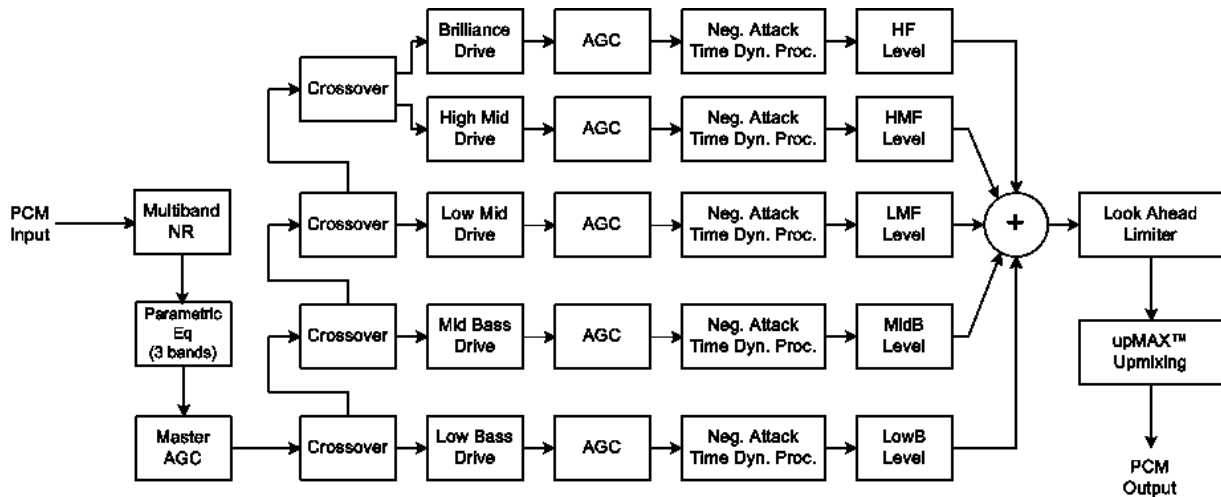 Brilliance
Drive
AGC
Neg. Attack
Time Dyn. Proc.
HF
Level
Crossover
High Mid
Drive
AGC
Neg. Attack
Time Dyn. Proc.
HMF
Level
PCM
Input
Multiband
NR
Crossover
Low Mid
Drive
AGC
Neg. Attack
Time Dyn. Proc.
LMF
Level
+
Look Ahead
Limiter
Parametric
Eq
(3 bands)
Crossover
Mid Bass
Drive
AGC
Neg. Attack
Time Dyn. Proc.
MidB
Level
upMAX™
Upmixing
Master
AGC
Crossover
Low Bass
Drive
AGC
Neg. Attack
Time Dyn. Proc.
LowB
Level
PCM
Output